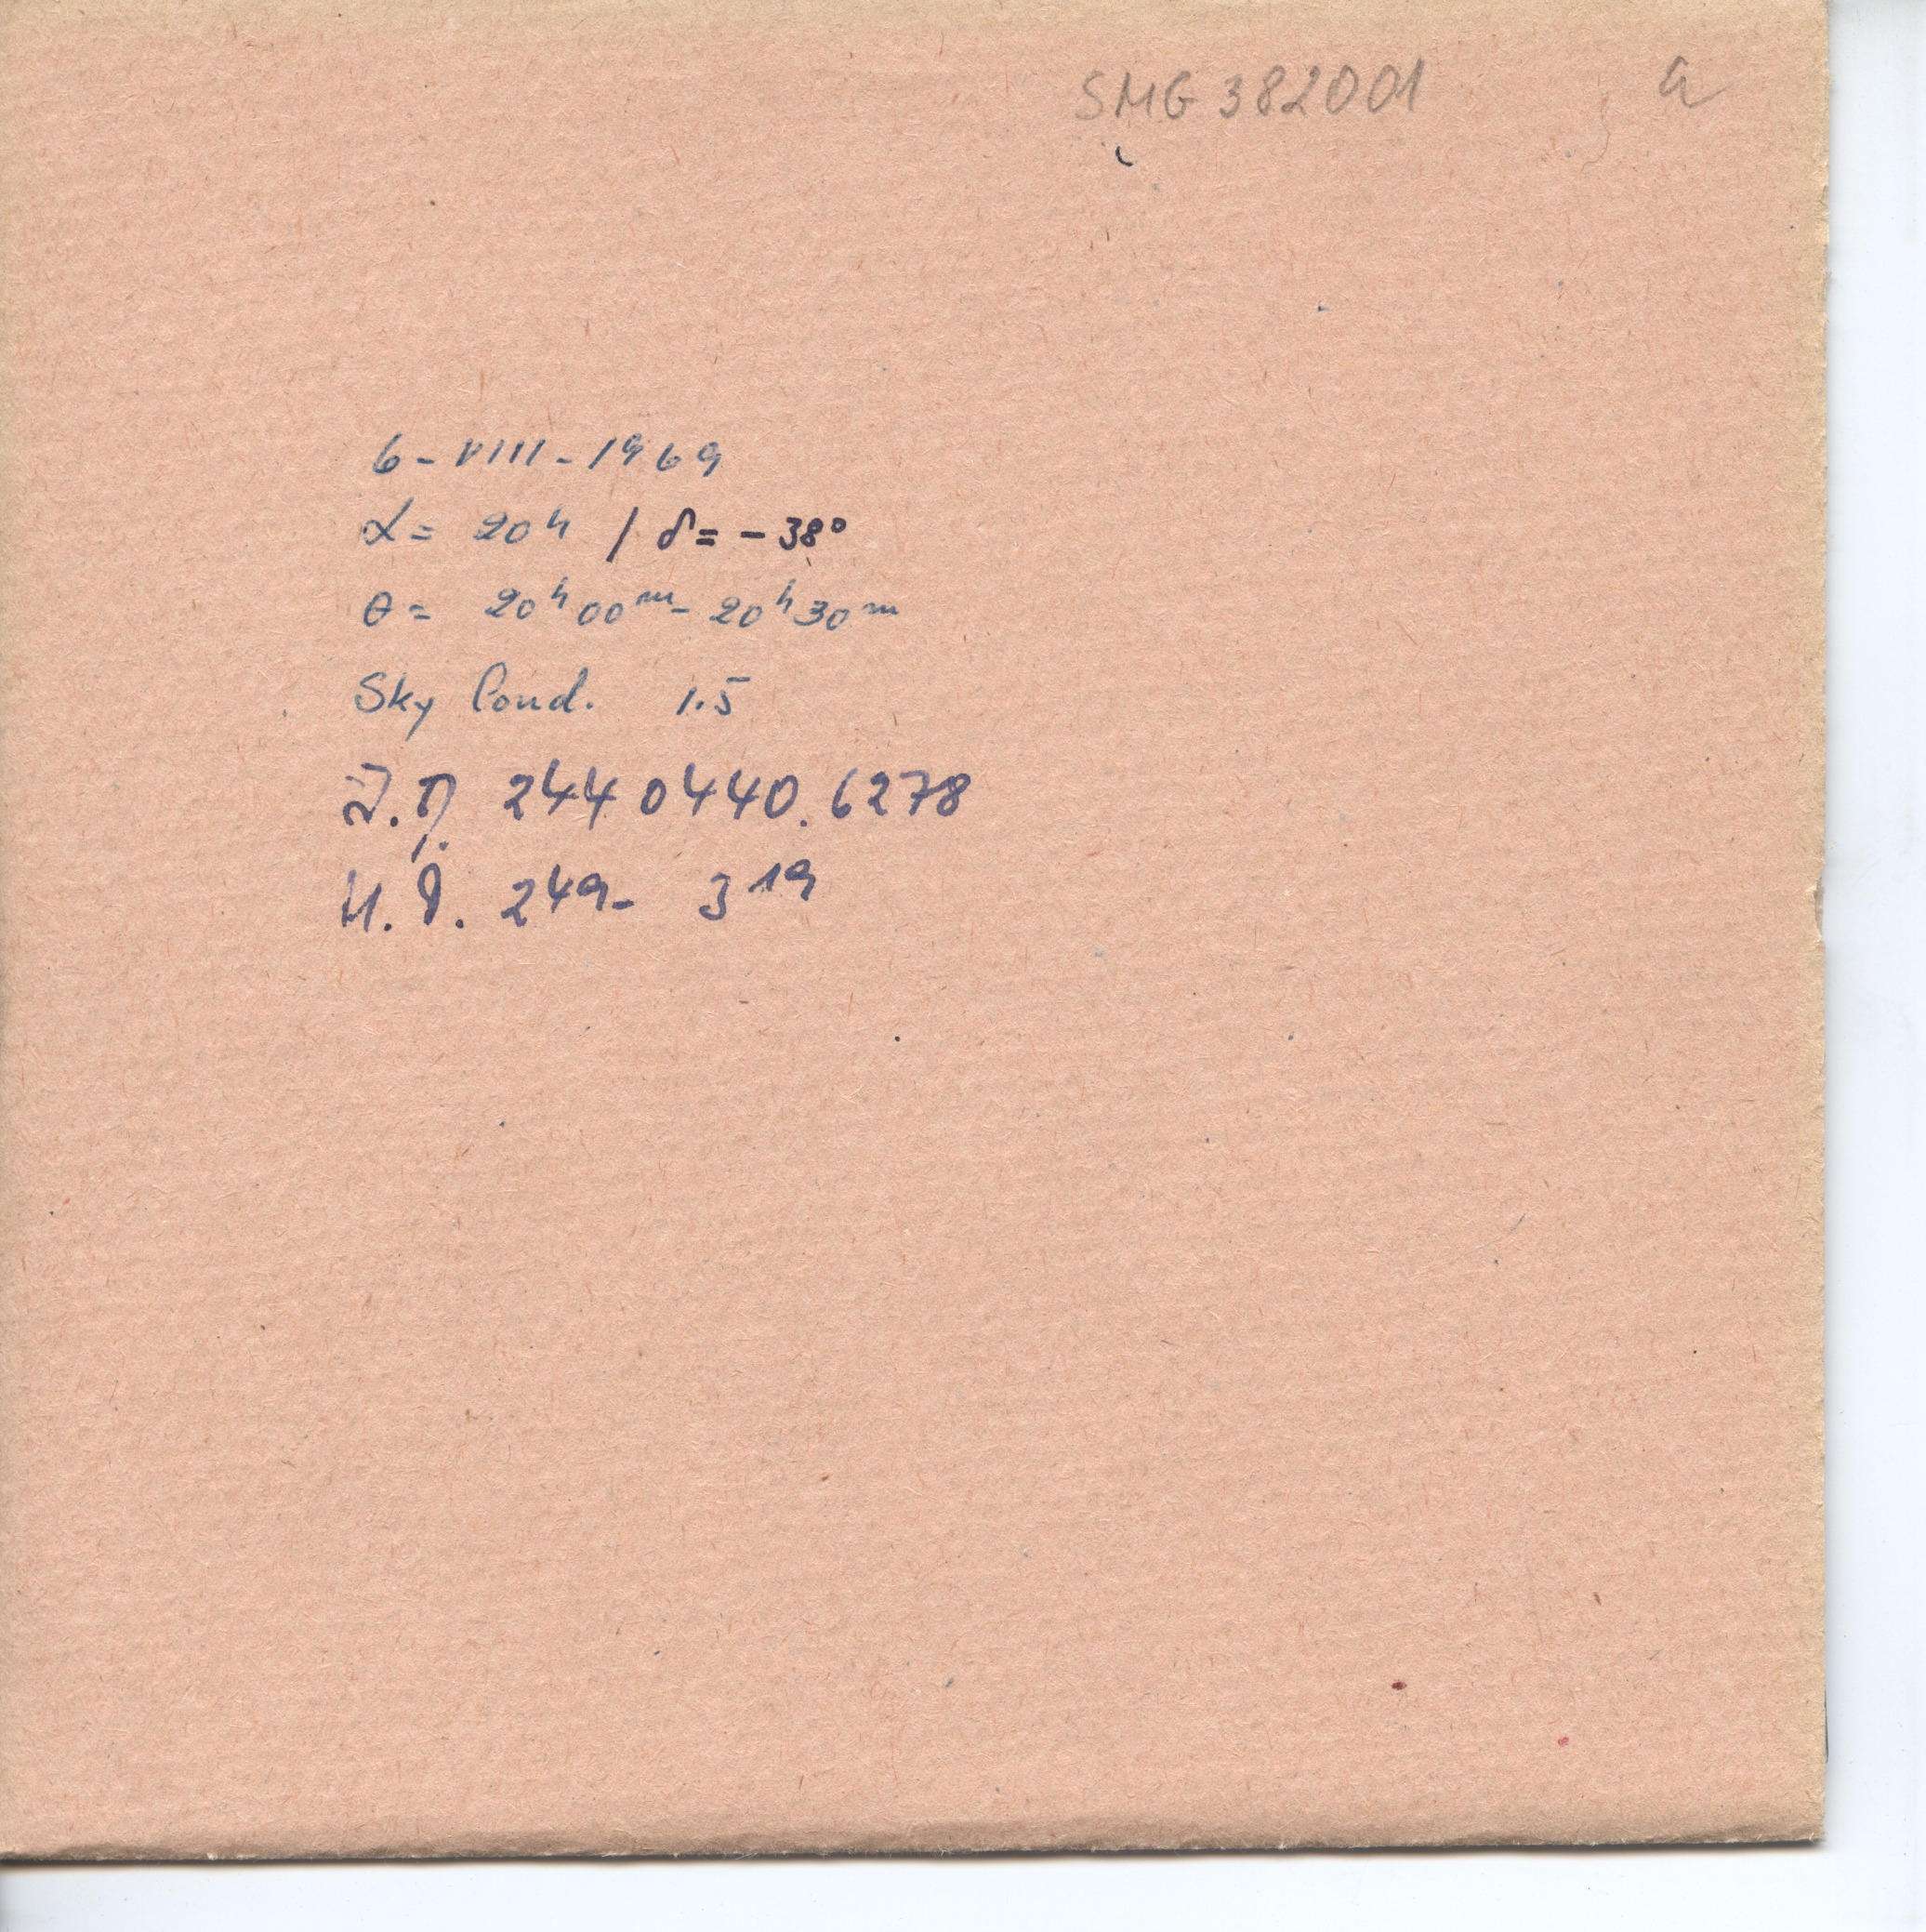 SMG 382001 a
6-VIII-1969
α= 20h / δ= -38°
θ= 20h00m- 20h30m
Sky Cond. 1.5
J.D. 2440440.6278
249- 319